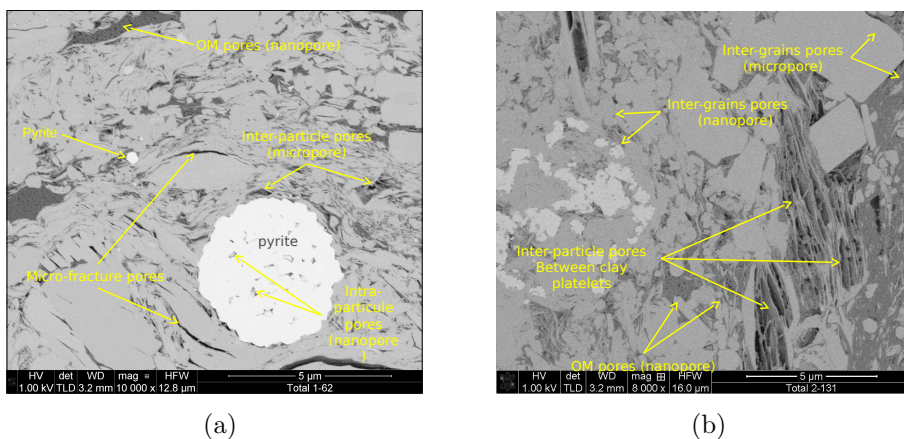 OM pores (nanopore)
Pyrite
Inter-particle pores
(micropore)
pyrite
Micro-fracture pores
Intra-
particule
pores
(nanopore
)
HV det WD mag HFW 5 µm
1.00 kV TLD 3.2 mm 10 000 x 12.8 µm Total 1-62
(a)
Inter-grains pores
(micropore)
Inter-grains pores
(nanopore)
Inter-particle pores
Between clay
platelets
OM pores (nanopore)
HV det WD mag HFW 5 µm
1.00 kV TLD 3.2 mm 8 000 x 16.0 µm Total 2-131
(b)